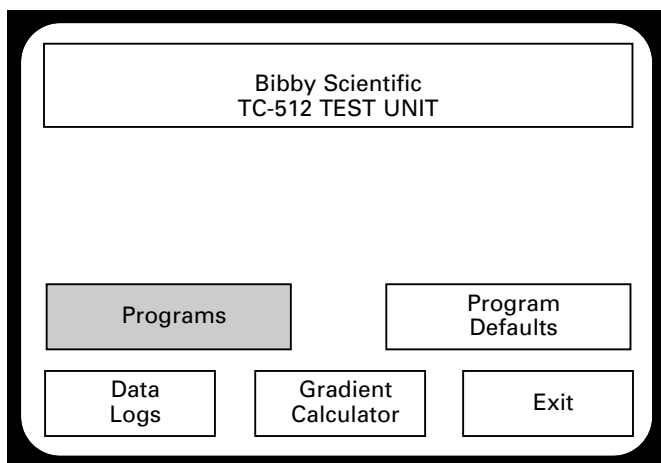 Bibby Scientific
TC-512 TEST UNIT
Programs
Program
Defaults
Data
Logs
Gradient
Calculator
Exit